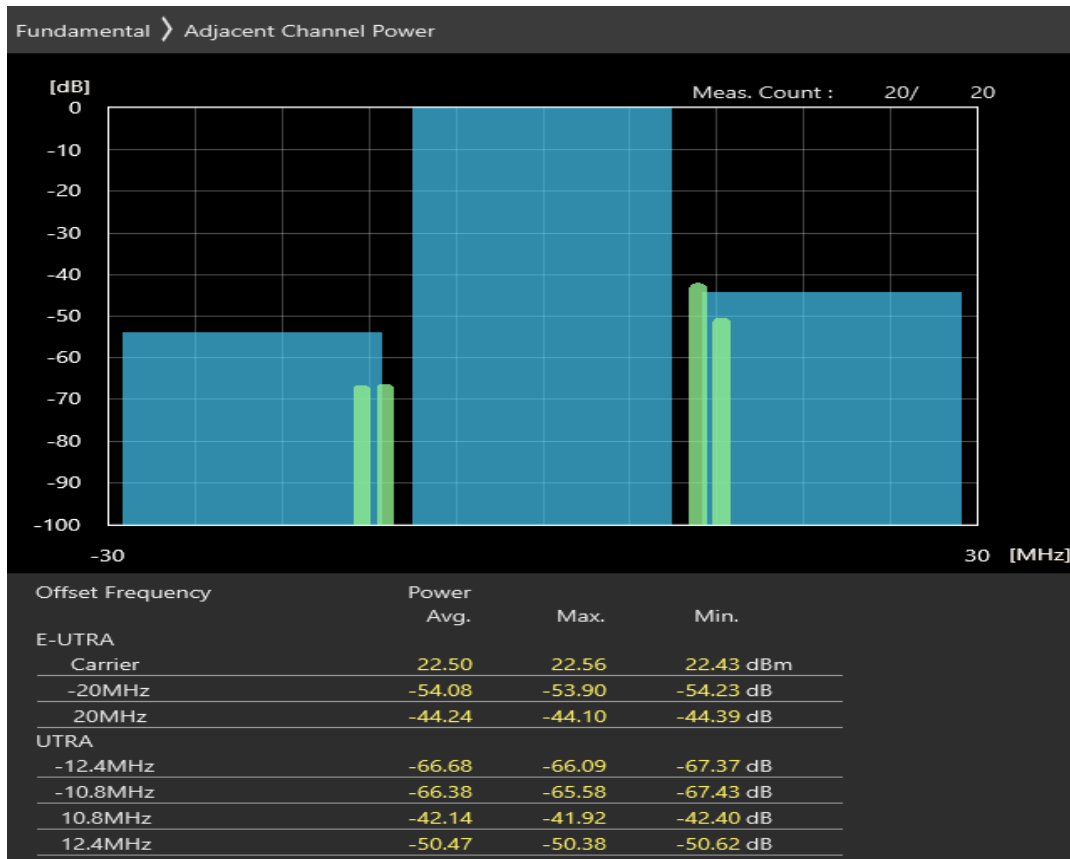 Fundamental ❯ Adjacent Channel Power
[dB]
Meas. Count : 20/ 20
0
-10
-20
-30
-40
-50
-60
-70
-80
-90
-100
-30 30 [MHz]
Offset Frequency Power
Avg. Max. Min.
E-UTRA
Carrier 22.50 22.56 22.43 dBm
-20MHz -54.08 -53.90 -54.23 dB
20MHz -44.24 -44.10 -44.39 dB
UTRA
-12.4MHz -66.68 -66.09 -67.37 dB
-10.8MHz -66.38 -65.58 -67.43 dB
10.8MHz -42.14 -41.92 -42.40 dB
12.4MHz -50.47 -50.38 -50.62 dB